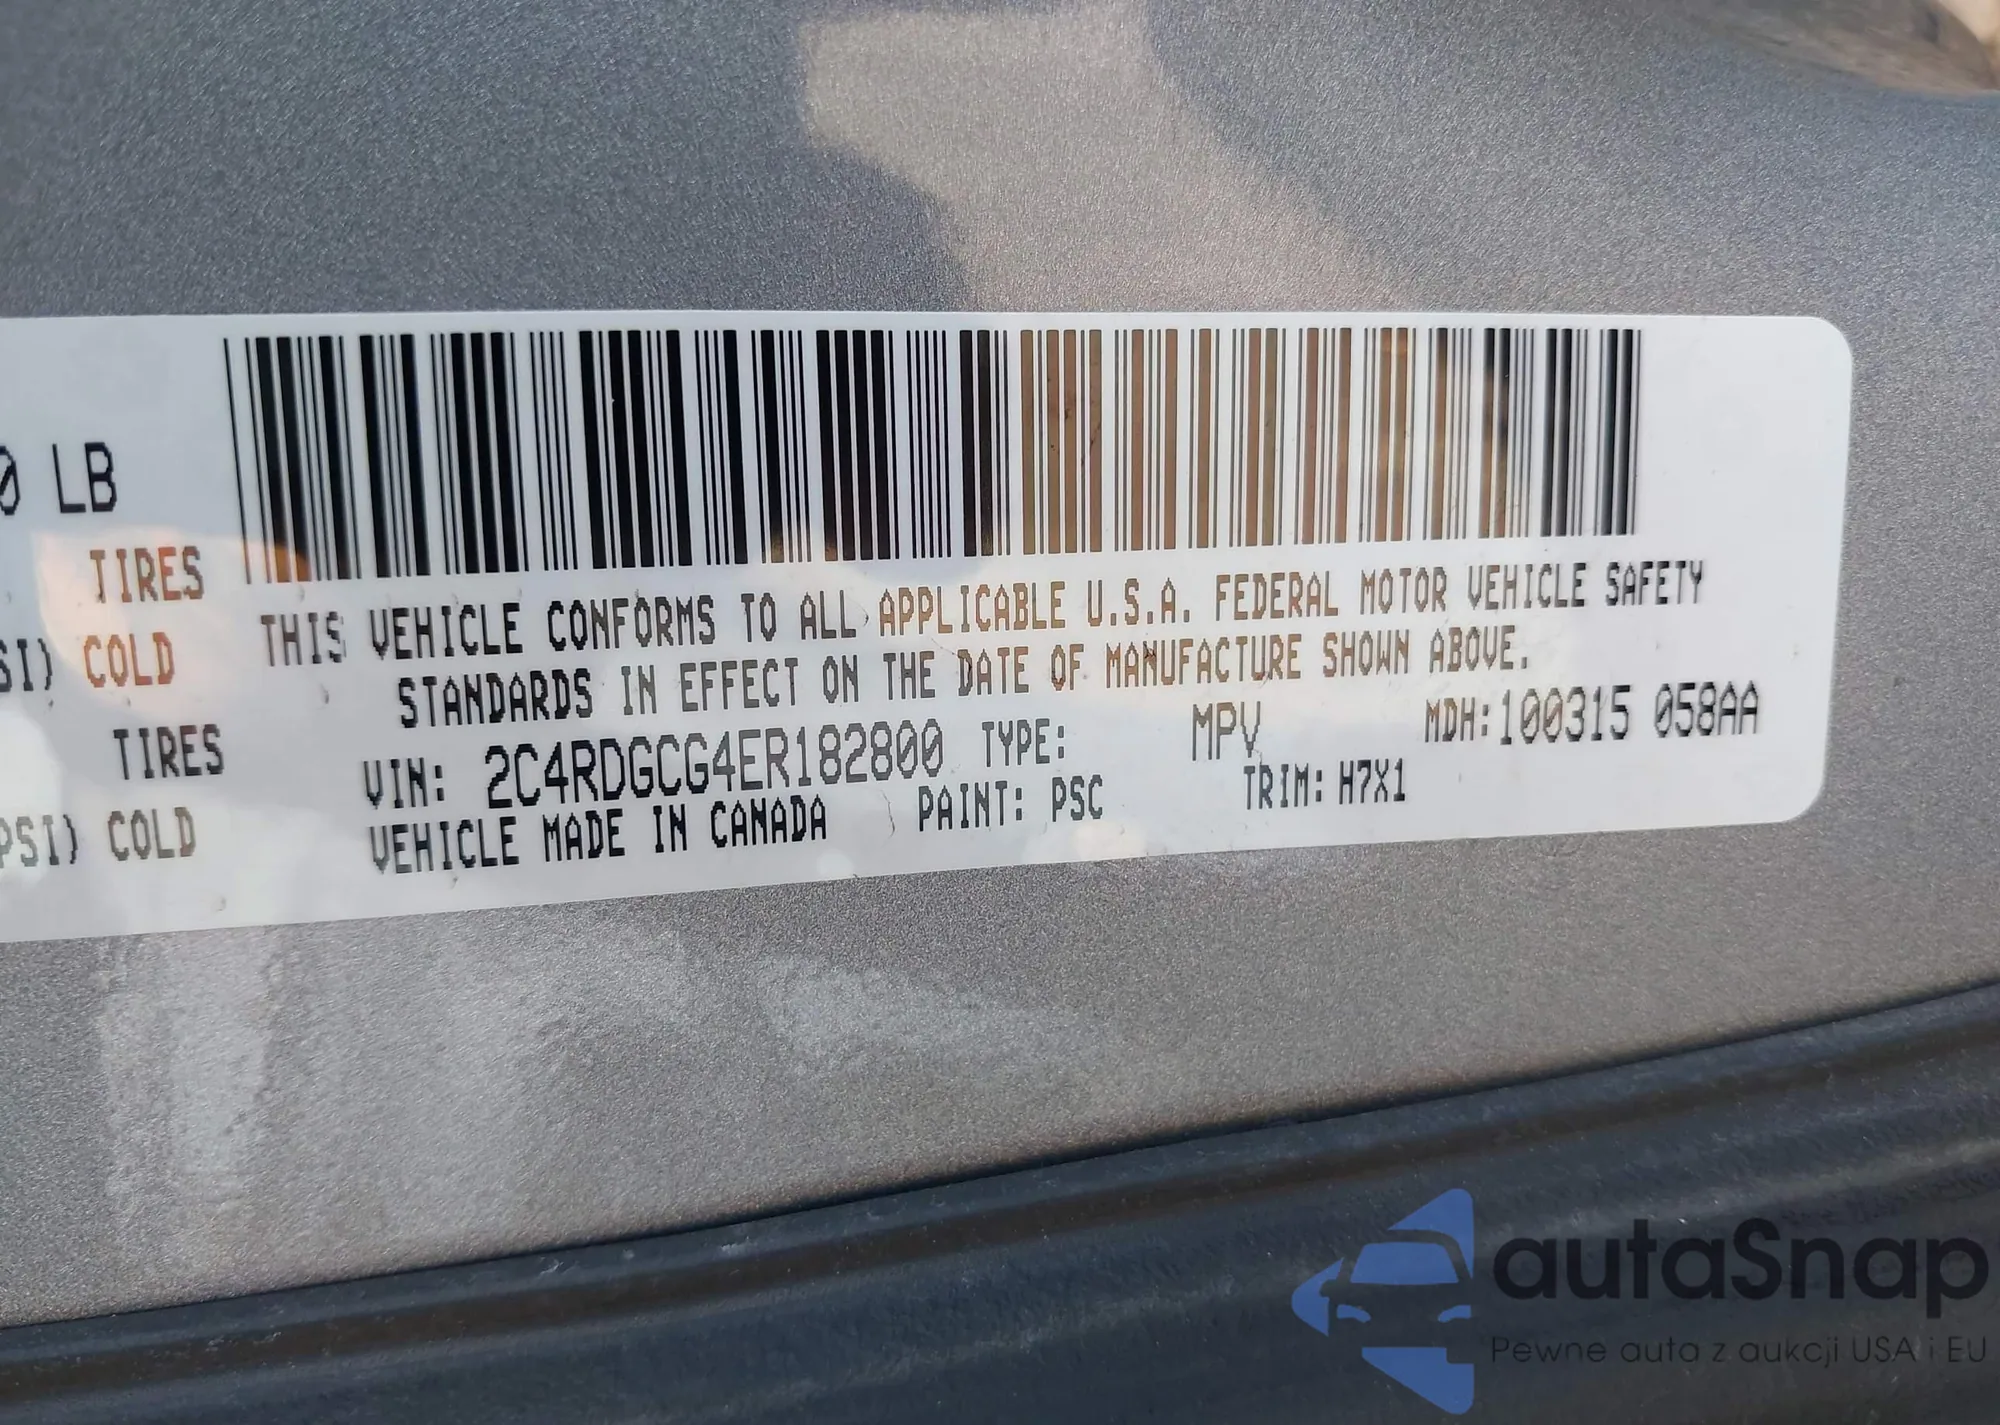 0 LB
TIRES
SI) COLD
TIRES
PSI) COLD
THIS VEHICLE CONFORMS TO ALL APPLICABLE U.S.A. FEDERAL MOTOR VEHICLE SAFETY
STANDARDS IN EFFECT ON THE DATE OF MANUFACTURE SHOWN ABOVE.
VIN: 2C4RDGCG4ER182800 TYPE: MPV MDH:100315 058AA
VEHICLE MADE IN CANADA PAINT: PSC TRIM: H7X1
autaSnap
Pewne auta z aukcji USA i EU